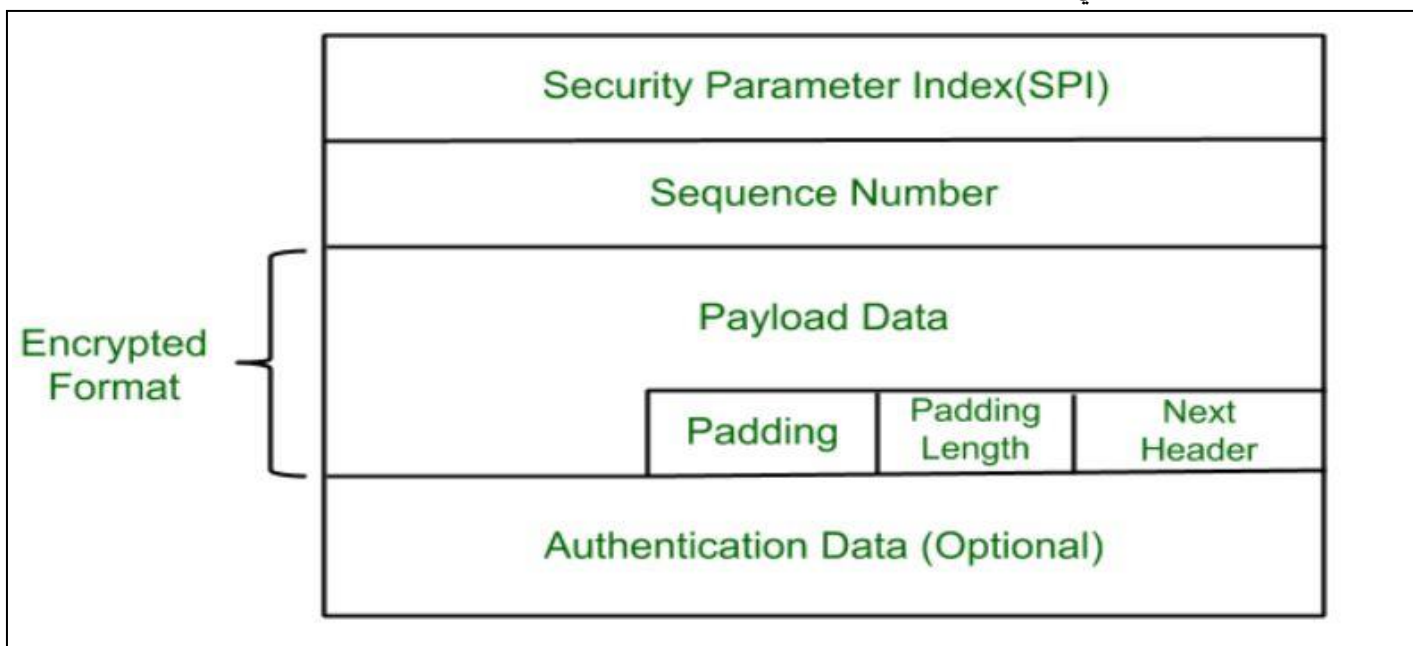 Security Parameter Index(SPI)
Sequence Number
Payload Data
Encrypted
Format
Padding
Padding
Length
Next
Header
Authentication Data (Optional)